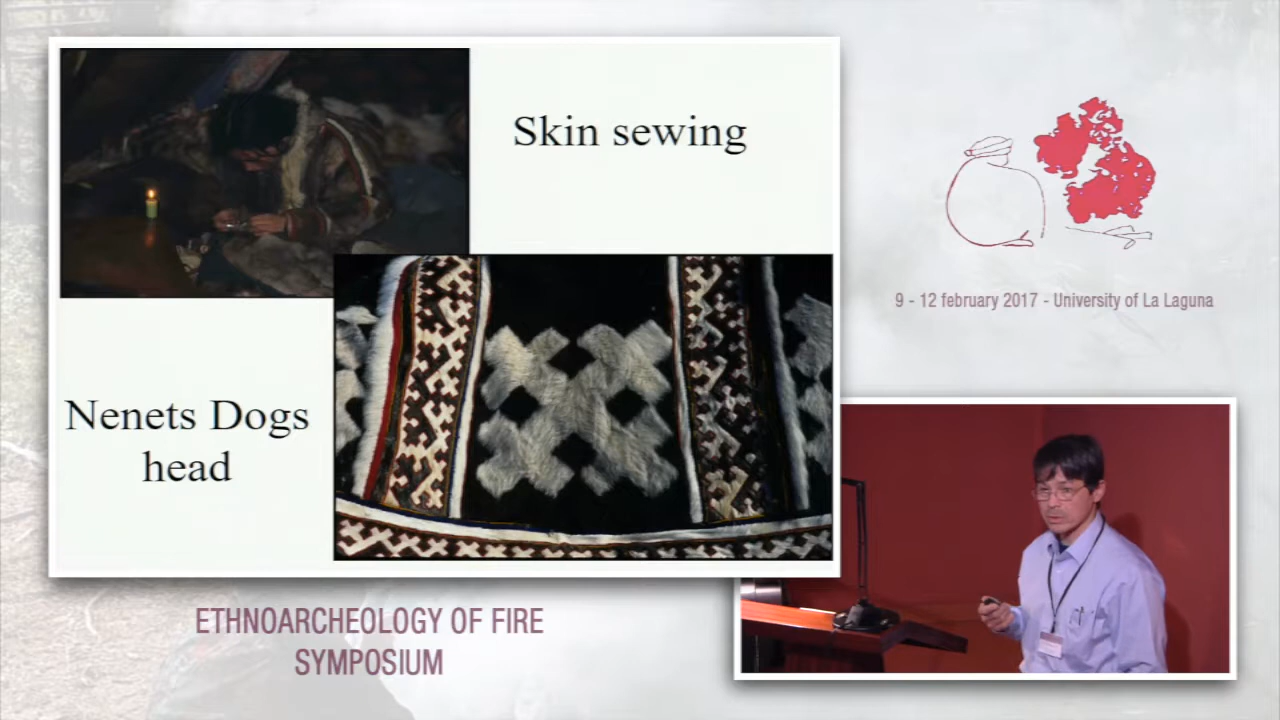 Skin sewing
Nenets Dogs
head
9 - 12 february 2017 - University of La Laguna
ETHNOARCHEOLOGY OF FIRE
SYMPOSIUM